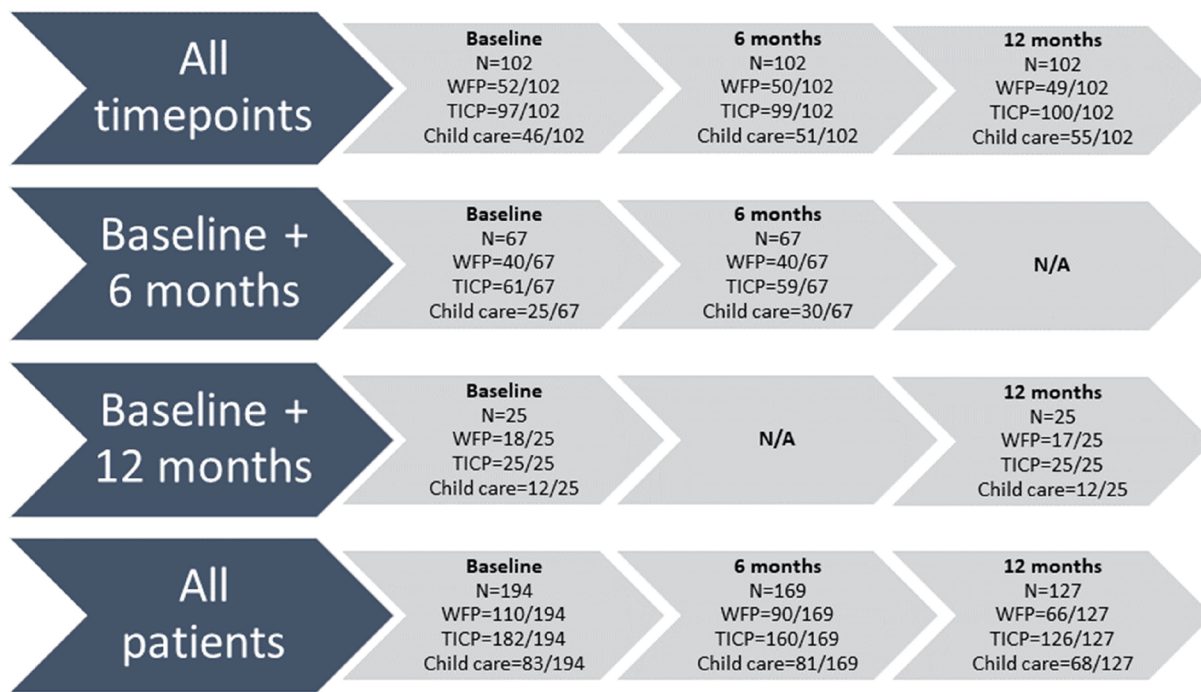 All
timepoints
Baseline
N=102
WFP=52/102
TICP=97/102
Child care=46/102
6 months
N=102
WFP=50/102
TICP=99/102
Child care=51/102
12 months
N=102
WFP=49/102
TICP=100/102
Child care=55/102
Baseline +
6 months
Baseline
N=67
WFP=40/67
TICP=61/67
Child care=25/67
6 months
N=67
WFP=40/67
TICP=59/67
Child care=30/67
N/A
Baseline +
12 months
Baseline
N=25
WFP=18/25
TICP=25/25
Child care=12/25
N/A
12 months
N=25
WFP=17/25
TICP=25/25
Child care=12/25
All
patients
Baseline
N=194
WFP=110/194
TICP=182/194
Child care=83/194
6 months
N=169
WFP=90/169
TICP=160/169
Child care=81/169
12 months
N=127
WFP=66/127
TICP=126/127
Child care=68/127